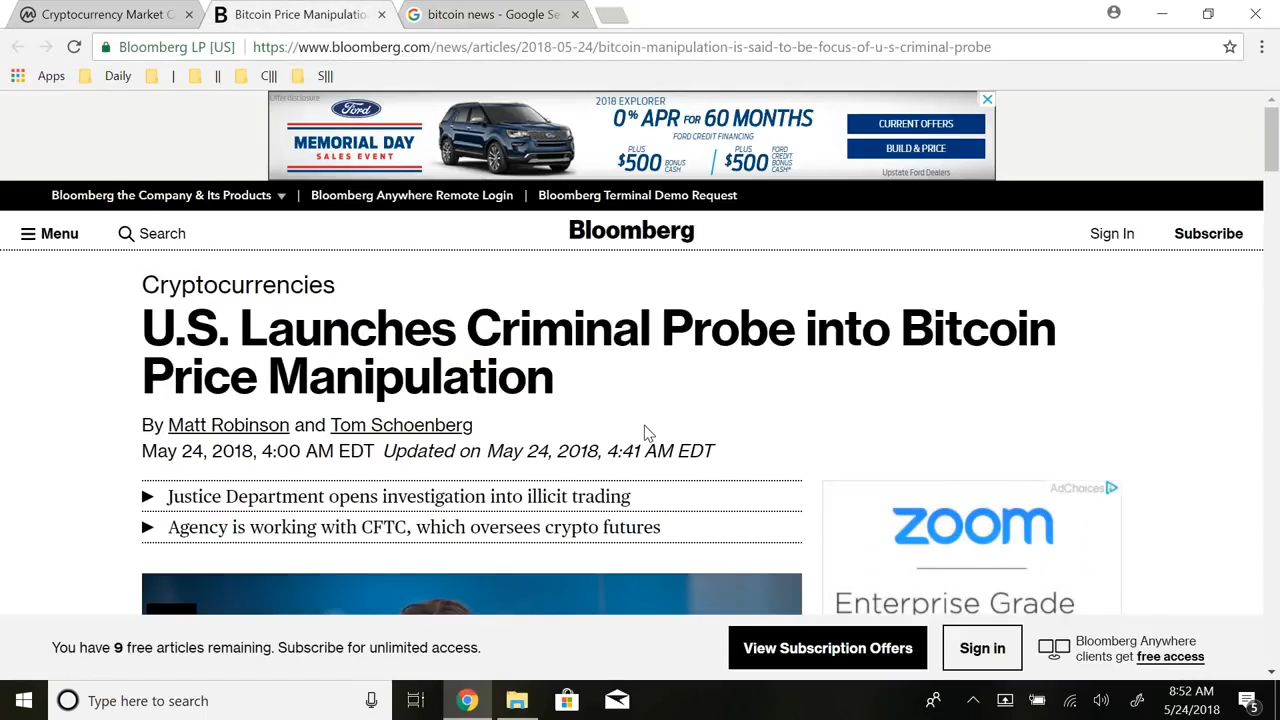 Cryptocurrency Market C
Bitcoin Price Manipulatio
bitcoin news - Google Se
Bloomberg LP [US]
https://www.bloomberg.com/news/articles/2018-05-24/bitcoin-manipulation-is-said-to-be-focus-of-u-s-criminal-probe
Apps
Daily
|
||
C|||
S|||
Offer disclosure
Ford
MEMORIAL DAY
SALES EVENT
2018 EXPLORER
0% APR FOR 60 MONTHS
FORD CREDIT FINANCING
PLUS
$500 BONUS CASH
PLUS
$500 FORD CREDIT BONUS CASH*
CURRENT OFFERS
BUILD & PRICE
Upstate Ford Dealers
Bloomberg the Company & Its Products
| Bloomberg Anywhere Remote Login
| Bloomberg Terminal Demo Request
Menu
Search
Bloomberg
Sign In
Subscribe
Cryptocurrencies
U.S. Launches Criminal Probe into Bitcoin
Price Manipulation
By Matt Robinson and Tom Schoenberg
May 24, 2018, 4:00 AM EDT Updated on May 24, 2018, 4:41 AM EDT
Justice Department opens investigation into illicit trading
Agency is working with CFTC, which oversees crypto futures
AdChoices
zoom
Enterprise Grade
You have 9 free articles remaining. Subscribe for unlimited access.
View Subscription Offers
Sign in
Bloomberg Anywhere
clients get free access
Type here to search
8:52 AM
5/24/2018
5